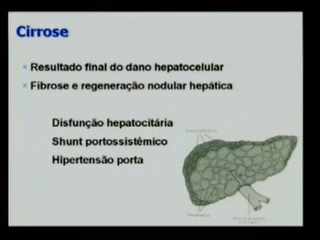 Cirrose
Resultado final do dano hepatocelular
Fibrose e regeneração nodular hepática
Disfunção hepatocitária
Shunt portossistêmico
Hipertensão porta